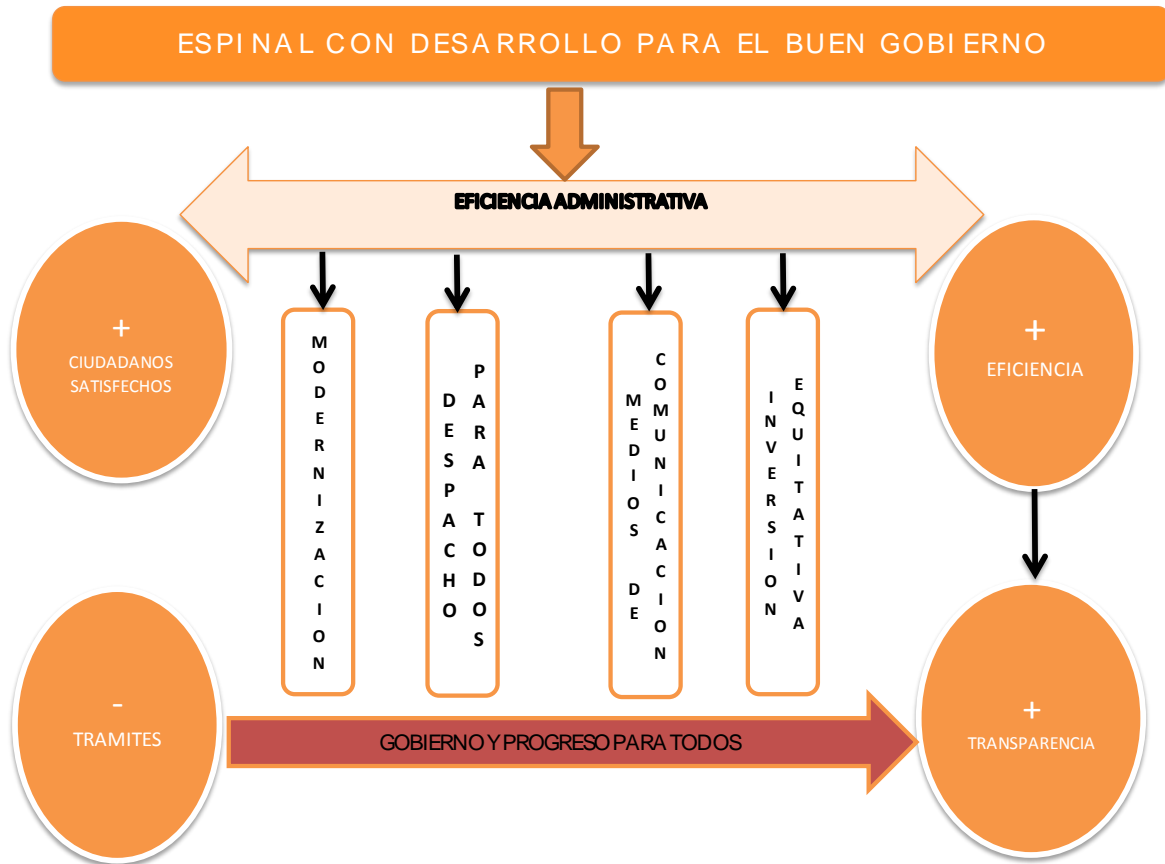 ESPINAL CON DESARROLLO PARA EL BUEN GOBIERNO
EFICIENCIA ADMINISTRATIVA
+
CIUDADANOS
SATISFECHOS
MODERNIZACION
DESPACHO
PARA TODOS
MEDIOS DE
COMUNICACION
INVERSION
EQUITATIVA
+
EFICIENCIA
-
TRAMITES
GOBIERNO Y PROGRESO PARA TODOS
+
TRANSPARENCIA